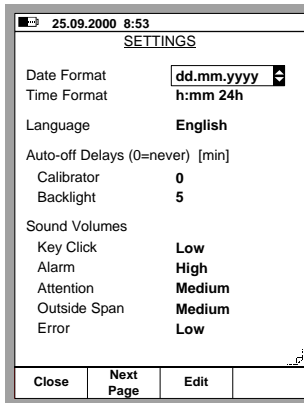 25.09.2000 8:53
SETTINGS
Date Format dd.mm.yyyy
Time Format h:mm 24h
Language English
Auto-off Delays (0=never) [min]
Calibrator 0
Backlight 5
Sound Volumes
Key Click Low
Alarm High
Attention Medium
Outside Span Medium
Error Low
Close Next Page Edit